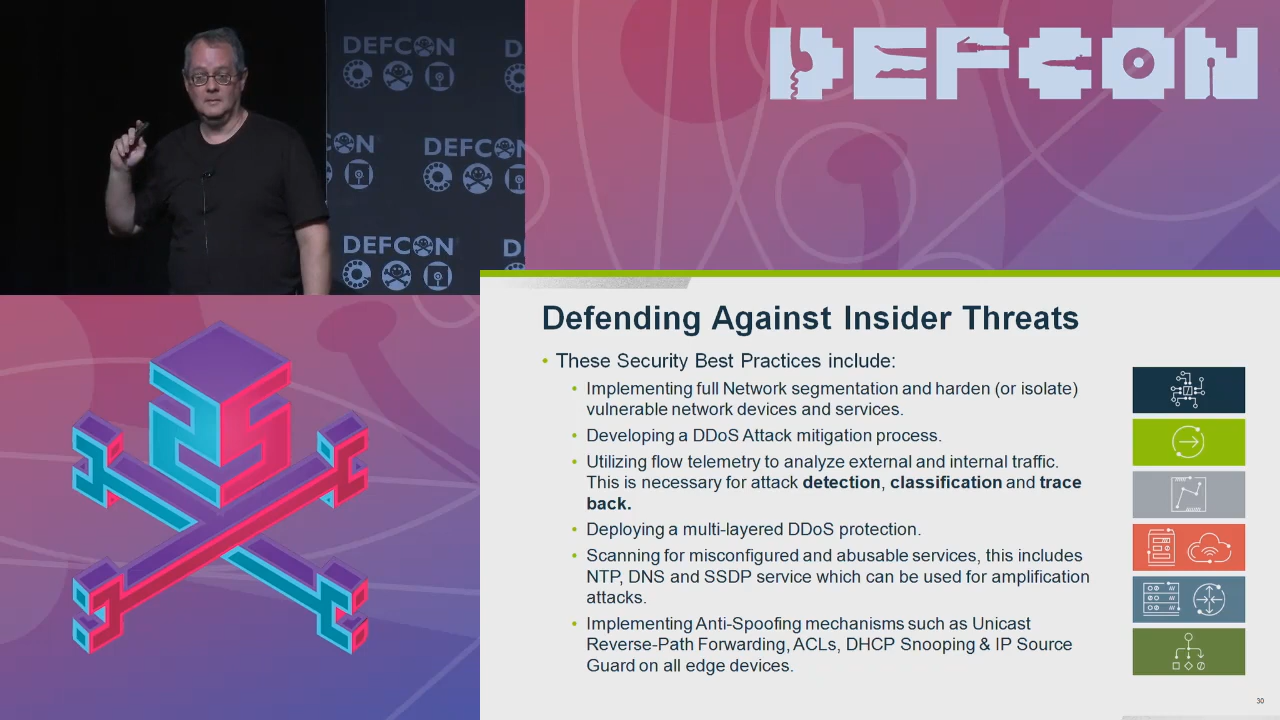 DEFCON
D
DEFCON
DEFCON
DEFCON
D
DEFCON
Defending Against Insider Threats
• These Security Best Practices include:
• Implementing full Network segmentation and harden (or isolate)
vulnerable network devices and services.
• Developing a DDoS Attack mitigation process.
• Utilizing flow telemetry to analyze external and internal traffic.
This is necessary for attack detection, classification and trace
back.
• Deploying a multi-layered DDoS protection.
• Scanning for misconfigured and abusable services, this includes
NTP, DNS and SSDP service which can be used for amplification
attacks.
• Implementing Anti-Spoofing mechanisms such as Unicast
Reverse-Path Forwarding, ACLs, DHCP Snooping & IP Source
Guard on all edge devices.
30